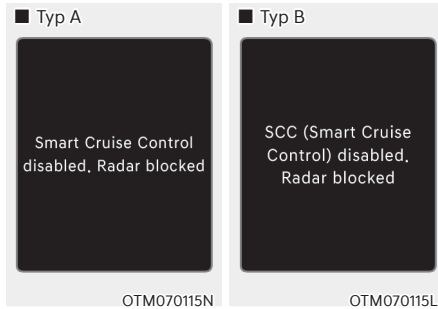 ■ Typ A
Smart Cruise Control
disabled. Radar blocked
OTM070115N
■ Typ B
SCC (Smart Cruise
Control) disabled.
Radar blocked
OTM070115L